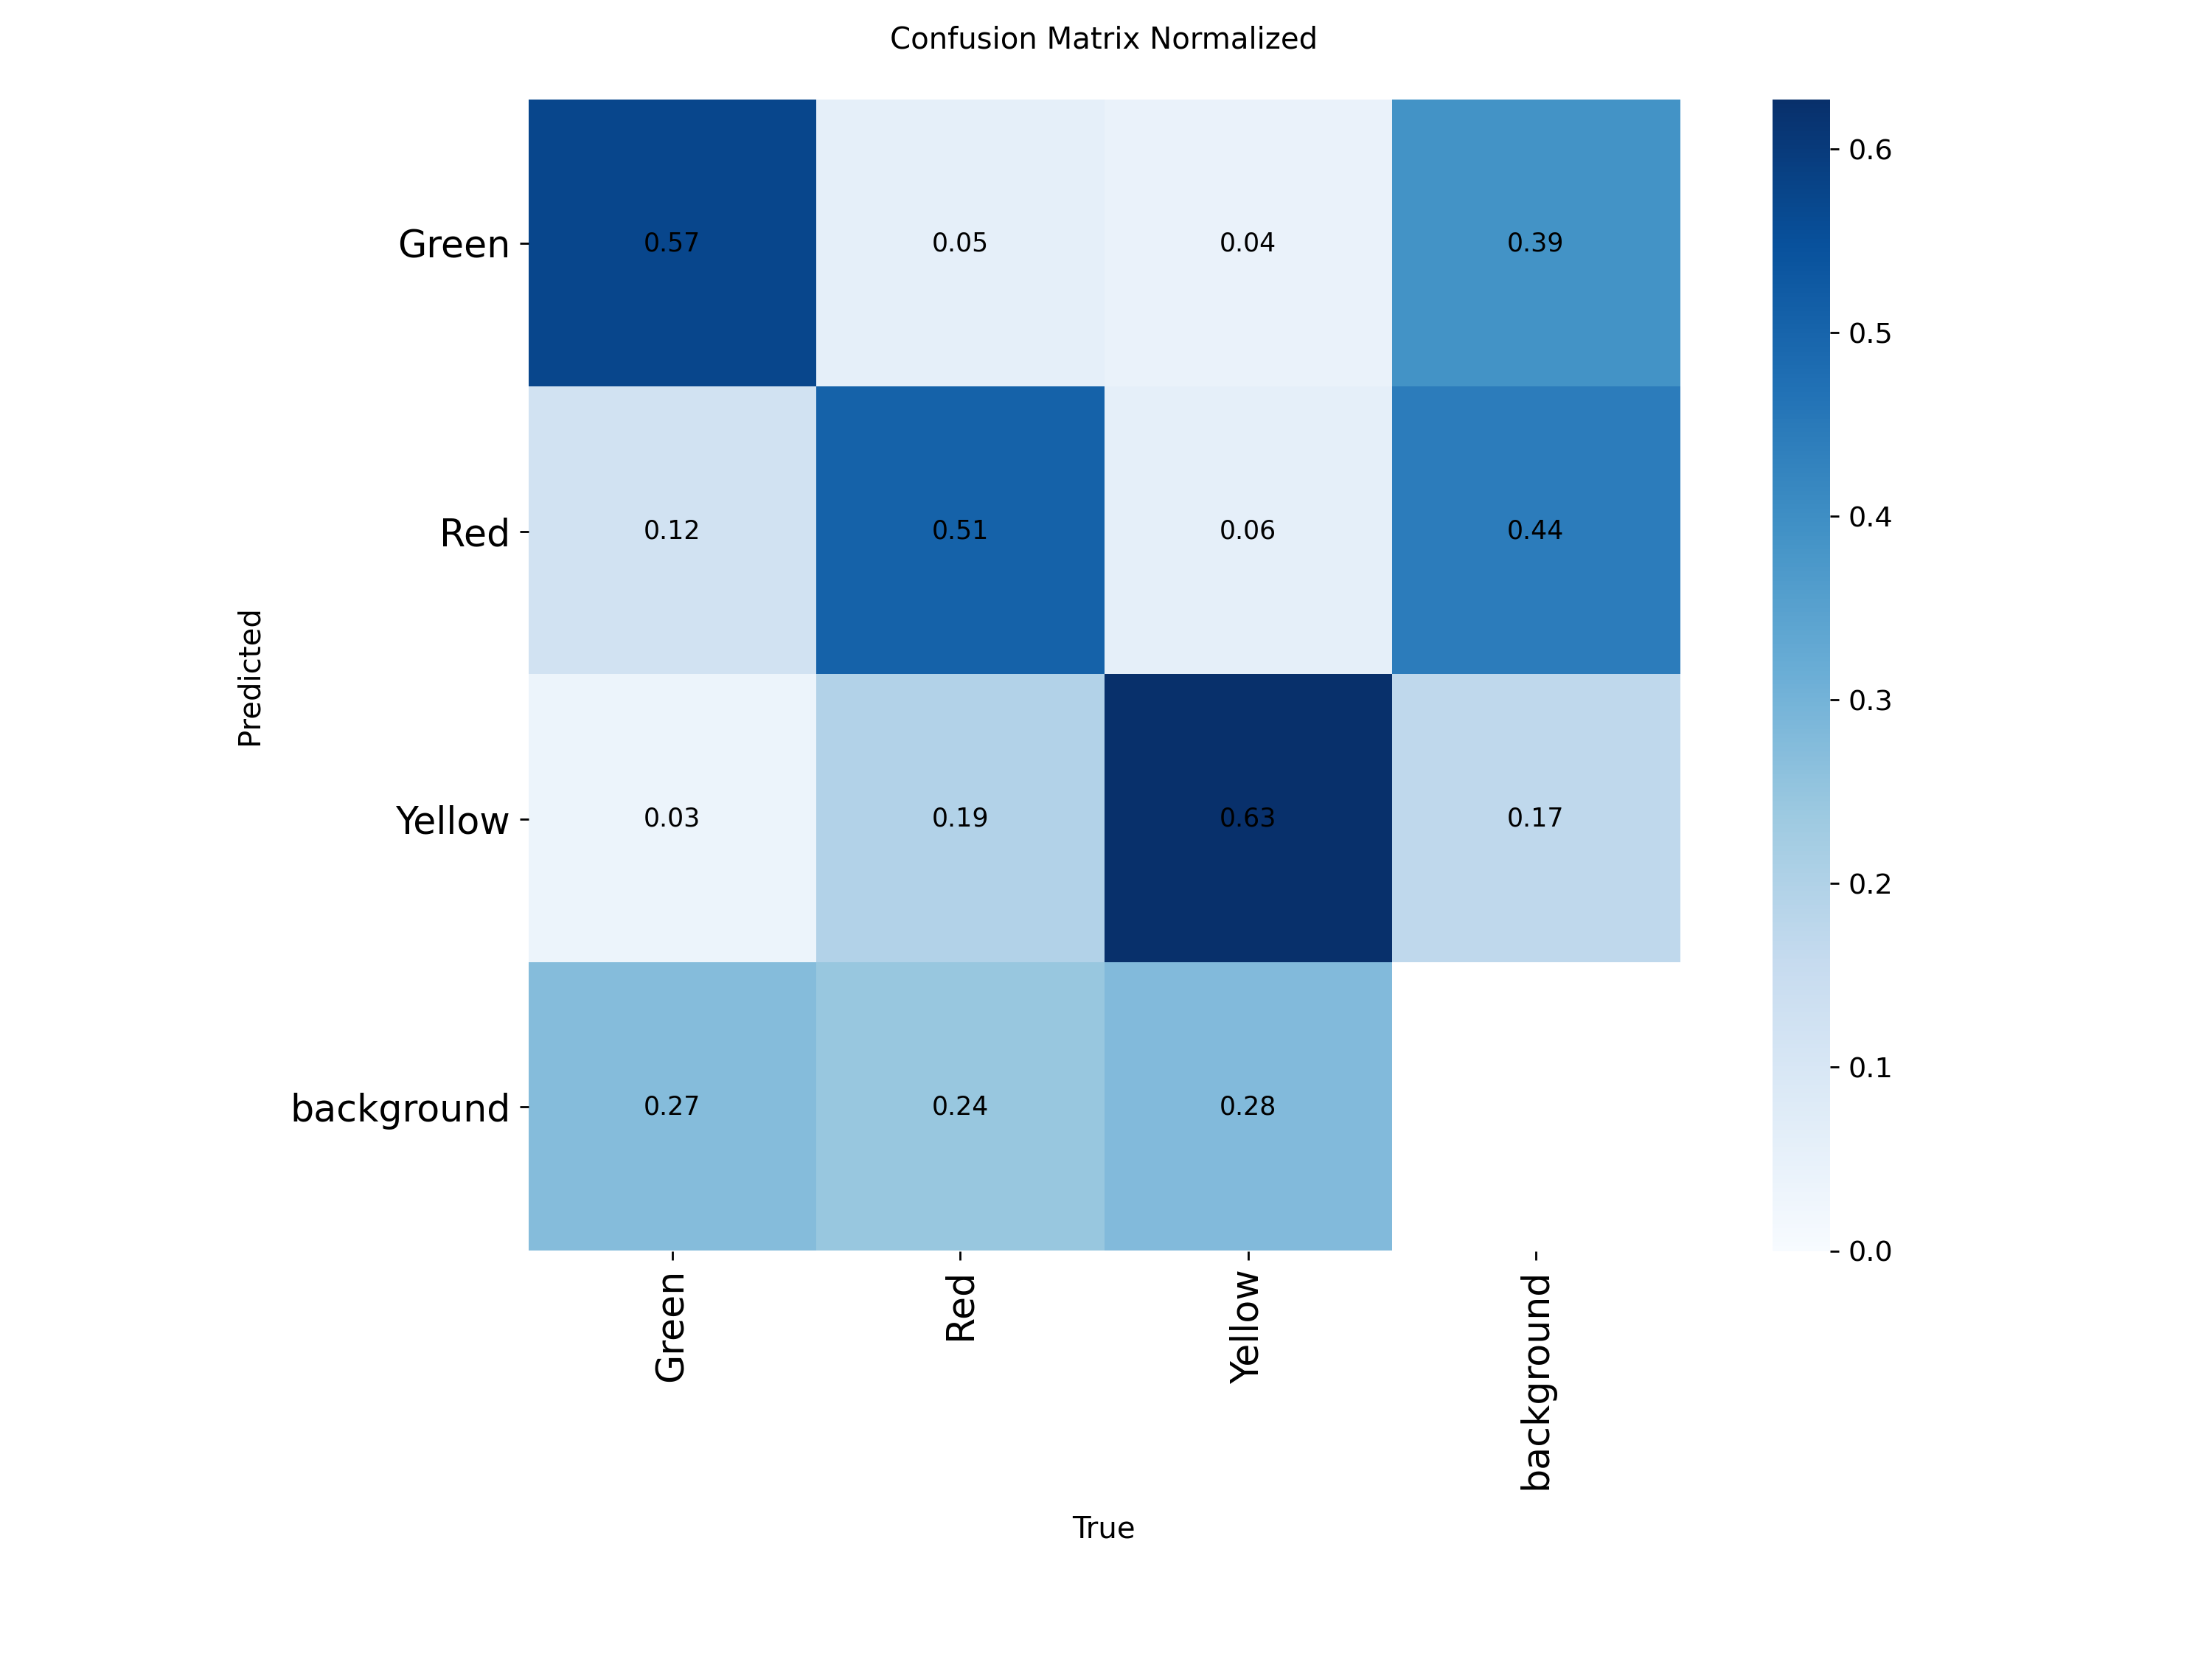 Confusion Matrix Normalized
Green
0.57
0.05
0.04
0.39
Red
0.12
0.51
0.06
0.44
Yellow
0.03
0.19
0.63
0.17
background
0.27
0.24
0.28
Predicted
Green
Red
Yellow
background
True
0.6
0.5
0.4
0.3
0.2
0.1
0.0